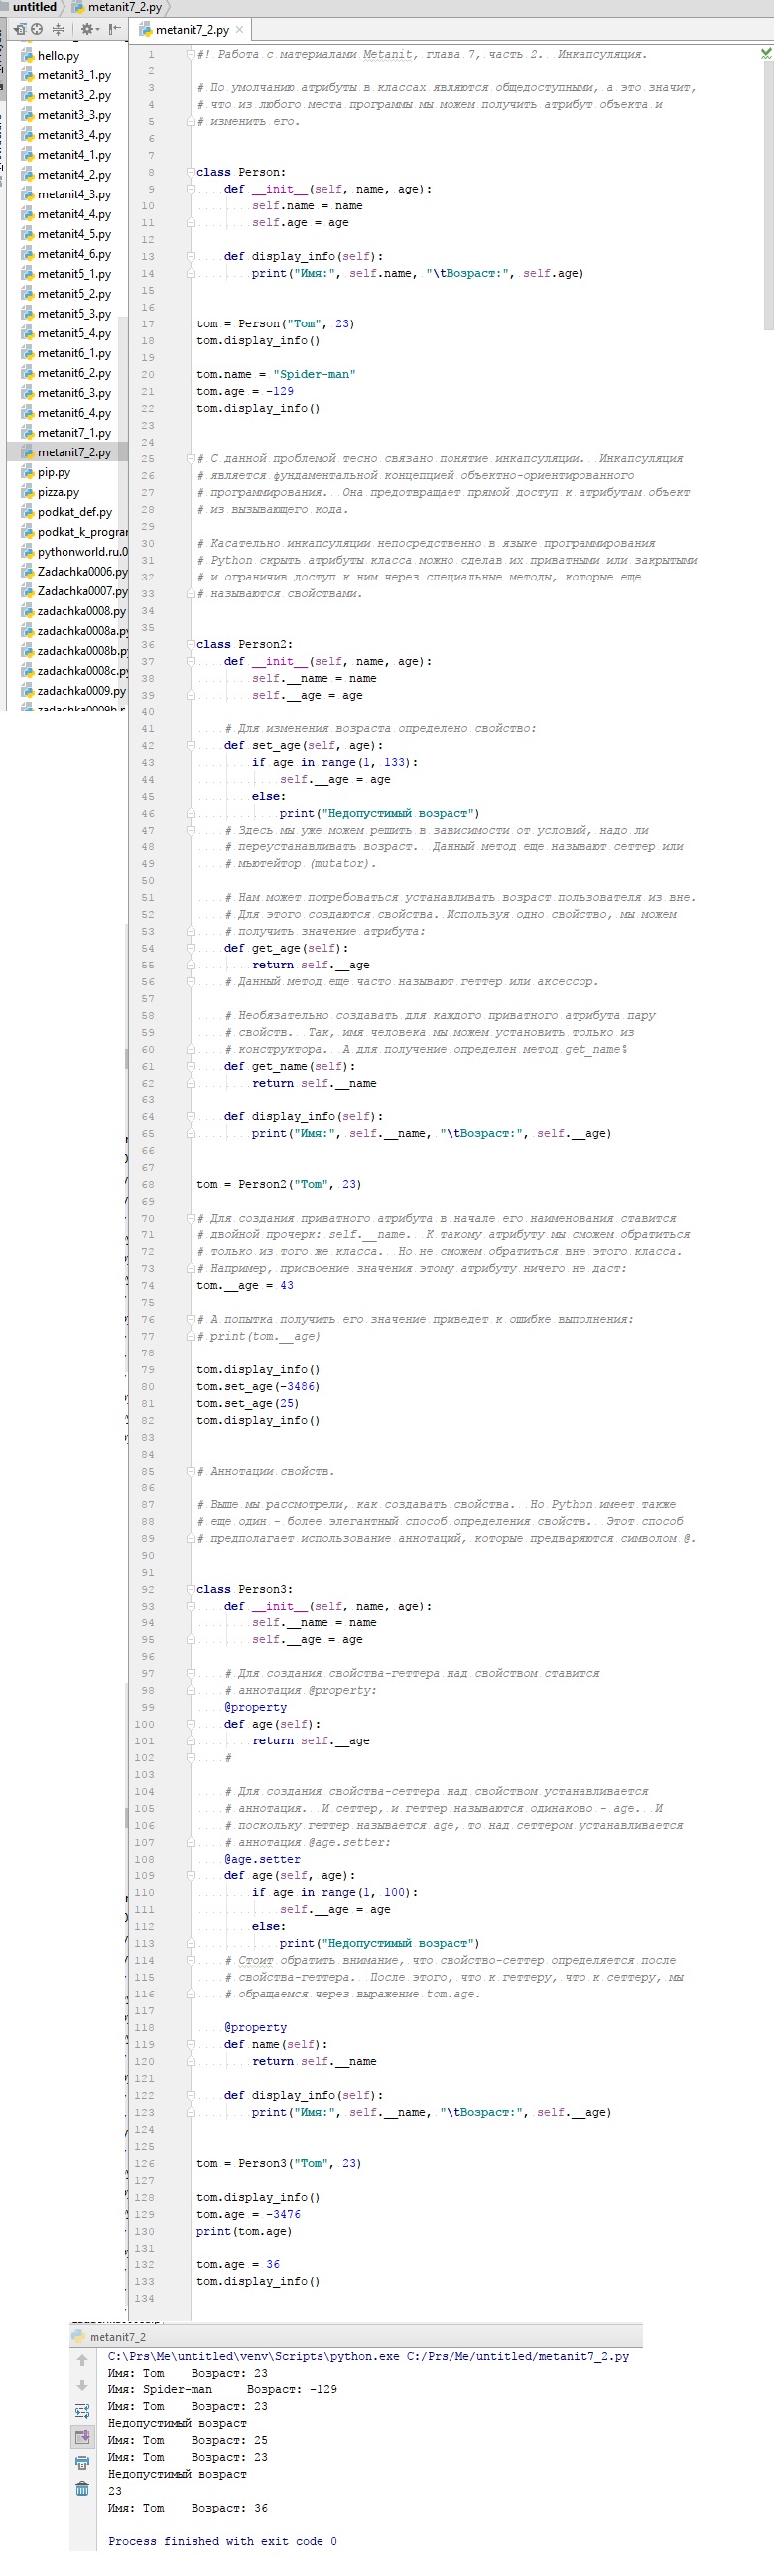 untitled metanit7_2.py
metanit7_2.py
hello.py
metanit3_1.py
metanit3_2.py
metanit3_3.py
metanit3_4.py
metanit4_1.py
metanit4_2.py
metanit4_3.py
metanit4_4.py
metanit4_5.py
metanit4_6.py
metanit5_1.py
metanit5_2.py
metanit5_3.py
metanit5_4.py
metanit6_1.py
metanit6_2.py
metanit6_3.py
metanit6_4.py
metanit7_1.py
metanit7_2.py
pip.py
pizza.py
podkat_def.py
podkat_k_prograr
pythonworld.ru.0
Zadachka0006.py
Zadachka0007.py
zadachka0008.py
zadachka0008a.py
zadachka0008b.py
zadachka0008c.py
zadachka0009.py
zadachka0009b.p
1 #! Работа с материалами Metanit, глава 7, часть 2. Инкапсуляция.
2
3 # По умолчанию атрибуты в классах являются общедоступными, а это значит,
4 # что из любого места программы мы можем получить атрибут объекта и
5 # изменить его.
6
7
8 class Person:
9 def __init__(self, name, age):
10 self.name = name
11 self.age = age
12
13 def display_info(self):
14 print("Имя:", self.name, "\tВозраст:", self.age)
15
16
17 tom = Person("Tom", 23)
18 tom.display_info()
19
20 tom.name = "Spider-man"
21 tom.age = -129
22 tom.display_info()
23
24
25 # С данной проблемой тесно связано понятие инкапсуляции. Инкапсуляция
26 # является фундаментальной концепцией объектно-ориентированного
27 # программирования. Она предотвращает прямой доступ к атрибутам объект
28 # из вызывающего кода.
29
30 # Касательно инкапсуляции непосредственно в языке программирования
31 # Python скрыть атрибуты класса можно сделав их приватными или закрытыми
32 # и ограничив доступ к ним через специальные методы, которые еще
33 # называются свойствами.
34
35
36 class Person2:
37 def __init__(self, name, age):
38 self.__name = name
39 self.__age = age
40
41 # Для изменения возраста определено свойство:
42 def set_age(self, age):
43 if age in range(1, 133):
44 self.__age = age
45 else:
46 print("Недопустимый возраст")
47 # Здесь мы уже можем решить в зависимости от условий, надо ли
48 # переустанавливать возраст. Данный метод еще называют сеттер или
49 # мьютейтор (mutator).
50
51 # Нам может потребоваться устанавливать возраст пользователя из вне.
52 # Для этого создаются свойства. Используя одно свойство, мы можем
53 # получить значение атрибута:
54 def get_age(self):
55 return self.__age
56 # Данный метод еще часто называют геттер или аксессор.
57
58 # Необязательно создавать для каждого приватного атрибута пару
59 # свойств. Так, имя человека мы можем установить только из
60 # конструктора. А для получение определен метод get_name%
61 def get_name(self):
62 return self.__name
63
64 def display_info(self):
65 print("Имя:", self.__name, "\tВозраст:", self.__age)
66
67
68 tom = Person2("Tom", 23)
69
70 # Для создания приватного атрибута в начале его наименования ставится
71 # двойной прочерк: self.__name. К такому атрибуту мы сможем обратиться
72 # только из того же класса. Но не сможем обратиться вне этого класса.
73 # Например, присвоение значения этому атрибуту ничего не даст:
74 tom.__age = 43
75
76 # А попытка получить его значение приведет к ошибке выполнения:
77 # print(tom.__age)
78
79 tom.display_info()
80 tom.set_age(-3486)
81 tom.set_age(25)
82 tom.display_info()
83
84
85 # Аннотации свойств.
86
87 # Выше мы рассмотрели, как создавать свойства. Но Python имеет также
88 # еще один - более элегантный способ определения свойств. Этот способ
89 # предполагает использование аннотаций, которые предваряются символом @.
90
91
92 class Person3:
93 def __init__(self, name, age):
94 self.__name = name
95 self.__age = age
96
97 # Для создания свойства-геттера над свойством ставится
98 # аннотация @property:
99 @property
100 def age(self):
101 return self.__age
102 #
103
104 # Для создания свойства-сеттера над свойством устанавливается
105 # аннотация. И сеттер, и геттер называются одинаково - age. И
106 # поскольку геттер называется age, то над сеттером устанавливается
107 # аннотация @age.setter:
108 @age.setter
109 def age(self, age):
110 if age in range(1, 100):
111 self.__age = age
112 else:
113 print("Недопустимый возраст")
114 # Стоит обратить внимание, что свойство-сеттер определяется после
115 # свойства-геттера. После этого, что к геттеру, что к сеттеру, мы
116 # обращаемся через выражение tom.age.
117
118 @property
119 def name(self):
120 return self.__name
121
122 def display_info(self):
123 print("Имя:", self.__name, "\tВозраст:", self.__age)
124
125
126 tom = Person3("Tom", 23)
127
128 tom.display_info()
129 tom.age = -3476
130 print(tom.age)
131
132 tom.age = 36
133 tom.display_info()
134
metanit7_2
C:\Prs\Me\untitled\venv\Scripts\python.exe C:/Prs/Me/untitled/metanit7_2.py
Имя: Tom Возраст: 23
Имя: Spider-man Возраст: -129
Имя: Tom Возраст: 23
Недопустимый возраст
Имя: Tom Возраст: 25
Имя: Tom Возраст: 23
Недопустимый возраст
23
Имя: Tom Возраст: 36
Process finished with exit code 0